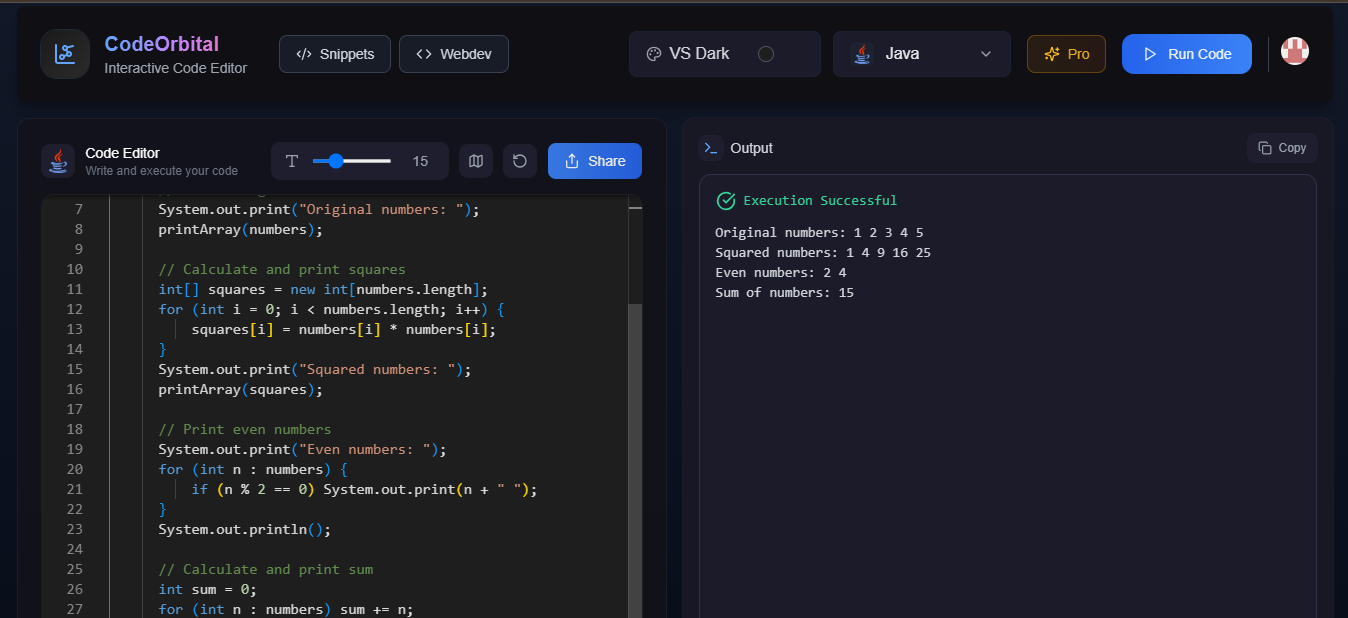 CodeOrbital
Interactive Code Editor
Snippets
Webdev
VS Dark
Java
Pro
Run Code
Code Editor
Write and execute your code
15
Share
7 System.out.print("Original numbers: ");
8 printArray(numbers);
9
10 // Calculate and print squares
11 int[] squares = new int[numbers.length];
12 for (int i = 0; i < numbers.length; i++) {
13 squares[i] = numbers[i] * numbers[i];
14 }
15 System.out.print("Squared numbers: ");
16 printArray(squares);
17
18 // Print even numbers
19 System.out.print("Even numbers: ");
20 for (int n : numbers) {
21 if (n % 2 == 0) System.out.print(n + " ");
22 }
23 System.out.println();
24
25 // Calculate and print sum
26 int sum = 0;
27 for (int n : numbers) sum += n;
Output
Copy
Execution Successful
Original numbers: 1 2 3 4 5
Squared numbers: 1 4 9 16 25
Even numbers: 2 4
Sum of numbers: 15